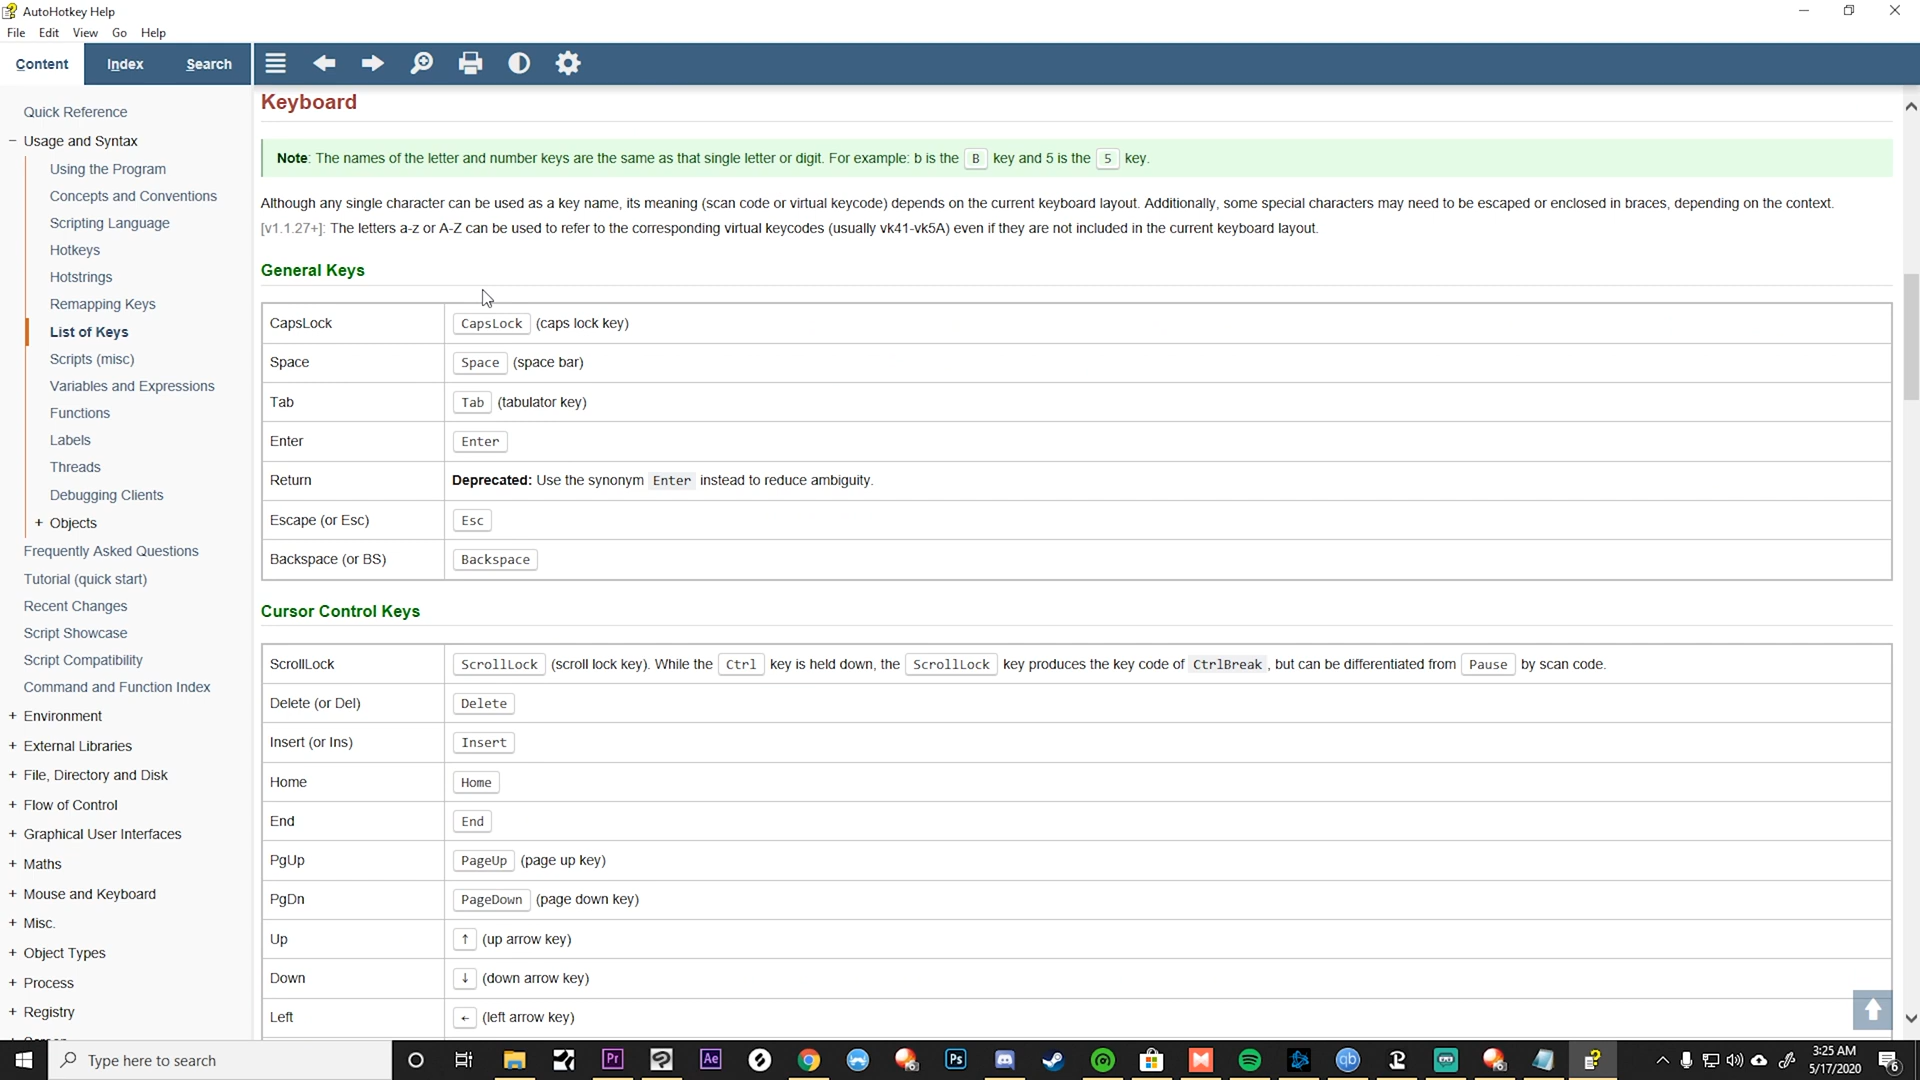 AutoHotkey Help
File Edit View Go Help
Content Index Search
Quick Reference
− Usage and Syntax
Using the Program
Concepts and Conventions
Scripting Language
Hotkeys
Hotstrings
Remapping Keys
List of Keys
Scripts (misc)
Variables and Expressions
Functions
Labels
Threads
Debugging Clients
+ Objects
Frequently Asked Questions
Tutorial (quick start)
Recent Changes
Script Showcase
Script Compatibility
Command and Function Index
+ Environment
+ External Libraries
+ File, Directory and Disk
+ Flow of Control
+ Graphical User Interfaces
+ Maths
+ Mouse and Keyboard
+ Misc.
+ Object Types
+ Process
+ Registry
Keyboard
Note: The names of the letter and number keys are the same as that single letter or digit. For example: b is the B key and 5 is the 5 key.
Although any single character can be used as a key name, its meaning (scan code or virtual keycode) depends on the current keyboard layout. Additionally, some special characters may need to be escaped or enclosed in braces, depending on the context.
[v1.1.27+]: The letters a-z or A-Z can be used to refer to the corresponding virtual keycodes (usually vk41-vk5A) even if they are not included in the current keyboard layout.
General Keys
CapsLock CapsLock (caps lock key)
Space Space (space bar)
Tab Tab (tabulator key)
Enter Enter
Return Deprecated: Use the synonym Enter instead to reduce ambiguity.
Escape (or Esc) Esc
Backspace (or BS) Backspace
Cursor Control Keys
ScrollLock ScrollLock (scroll lock key). While the Ctrl key is held down, the ScrollLock key produces the key code of CtrlBreak, but can be differentiated from Pause by scan code.
Delete (or Del) Delete
Insert (or Ins) Insert
Home Home
End End
PgUp PageUp (page up key)
PgDn PageDown (page down key)
Up ↑ (up arrow key)
Down ↓ (down arrow key)
Left ← (left arrow key)
Type here to search
Pr
Ae
Ps
qb
3:25 AM
5/17/2020
6